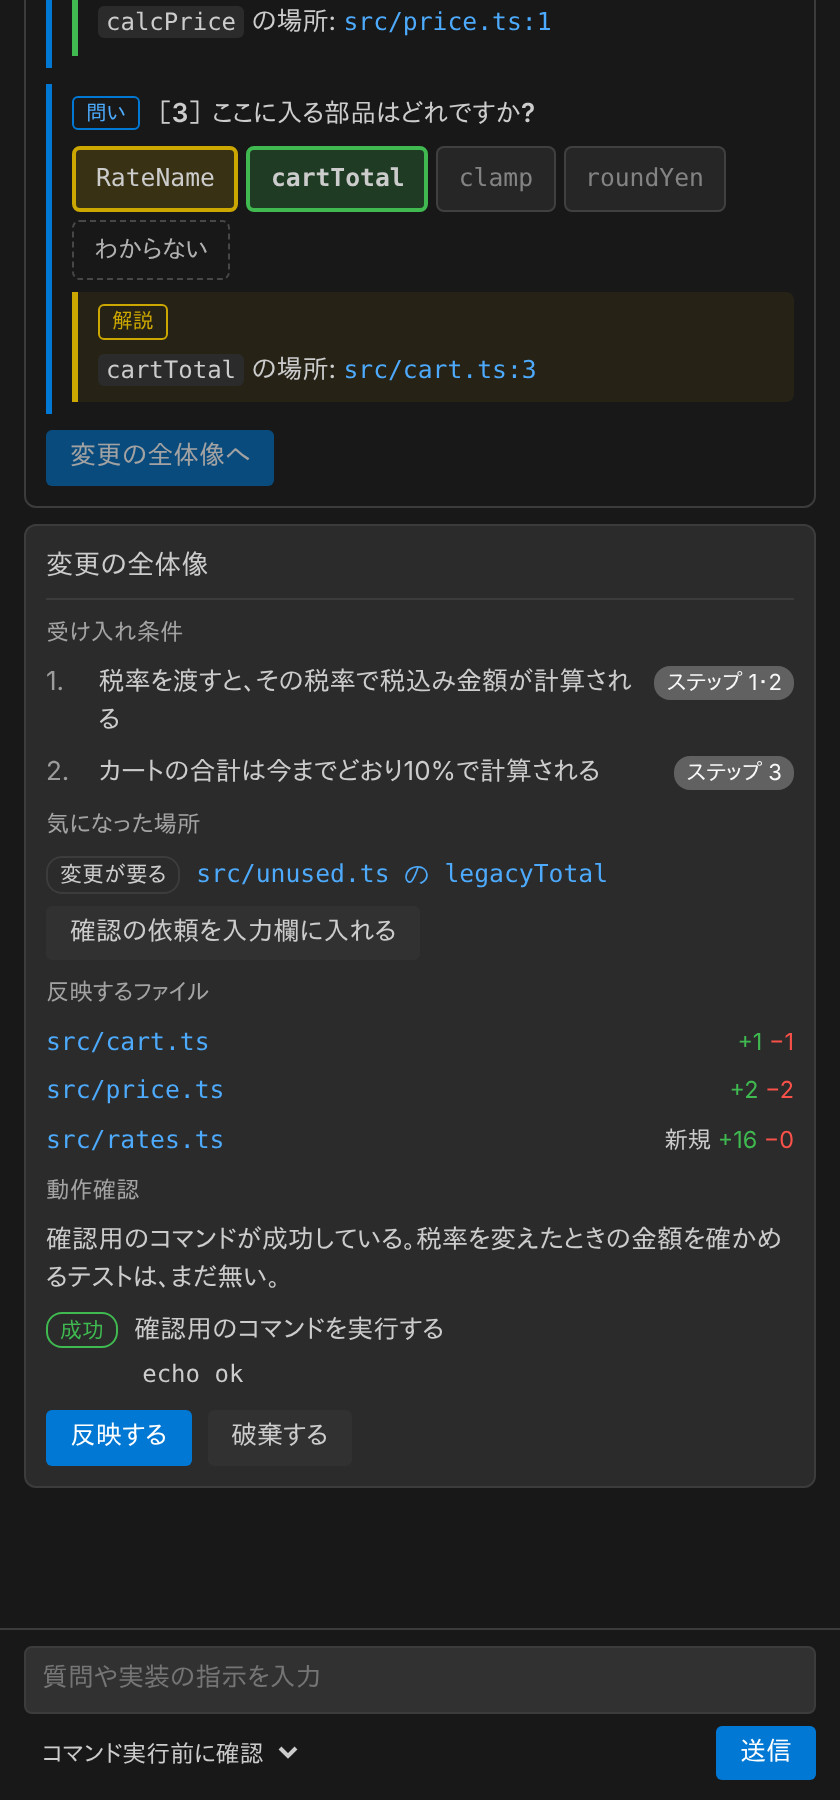 calcPrice の場所: src/price.ts:1
問い ［3］ここに入る部品はどれですか?
RateName cartTotal clamp roundYen
わからない
解説
cartTotal の場所: src/cart.ts:3
変更の全体像へ
変更の全体像
受け入れ条件
1. 税率を渡すと、その税率で税込み金額が計算され ステップ 1･2
る
2. カートの合計は今までどおり10%で計算される ステップ 3
気になった場所
変更が要る src/unused.ts の legacyTotal
確認の依頼を入力欄に入れる
反映するファイル
src/cart.ts +1 −1
src/price.ts +2 −2
src/rates.ts 新規 +16 −0
動作確認
確認用のコマンドが成功している。税率を変えたときの金額を確かめ
るテストは、まだ無い。
成功 確認用のコマンドを実行する
echo ok
反映する 破棄する
質問や実装の指示を入力
コマンド実行前に確認 送信